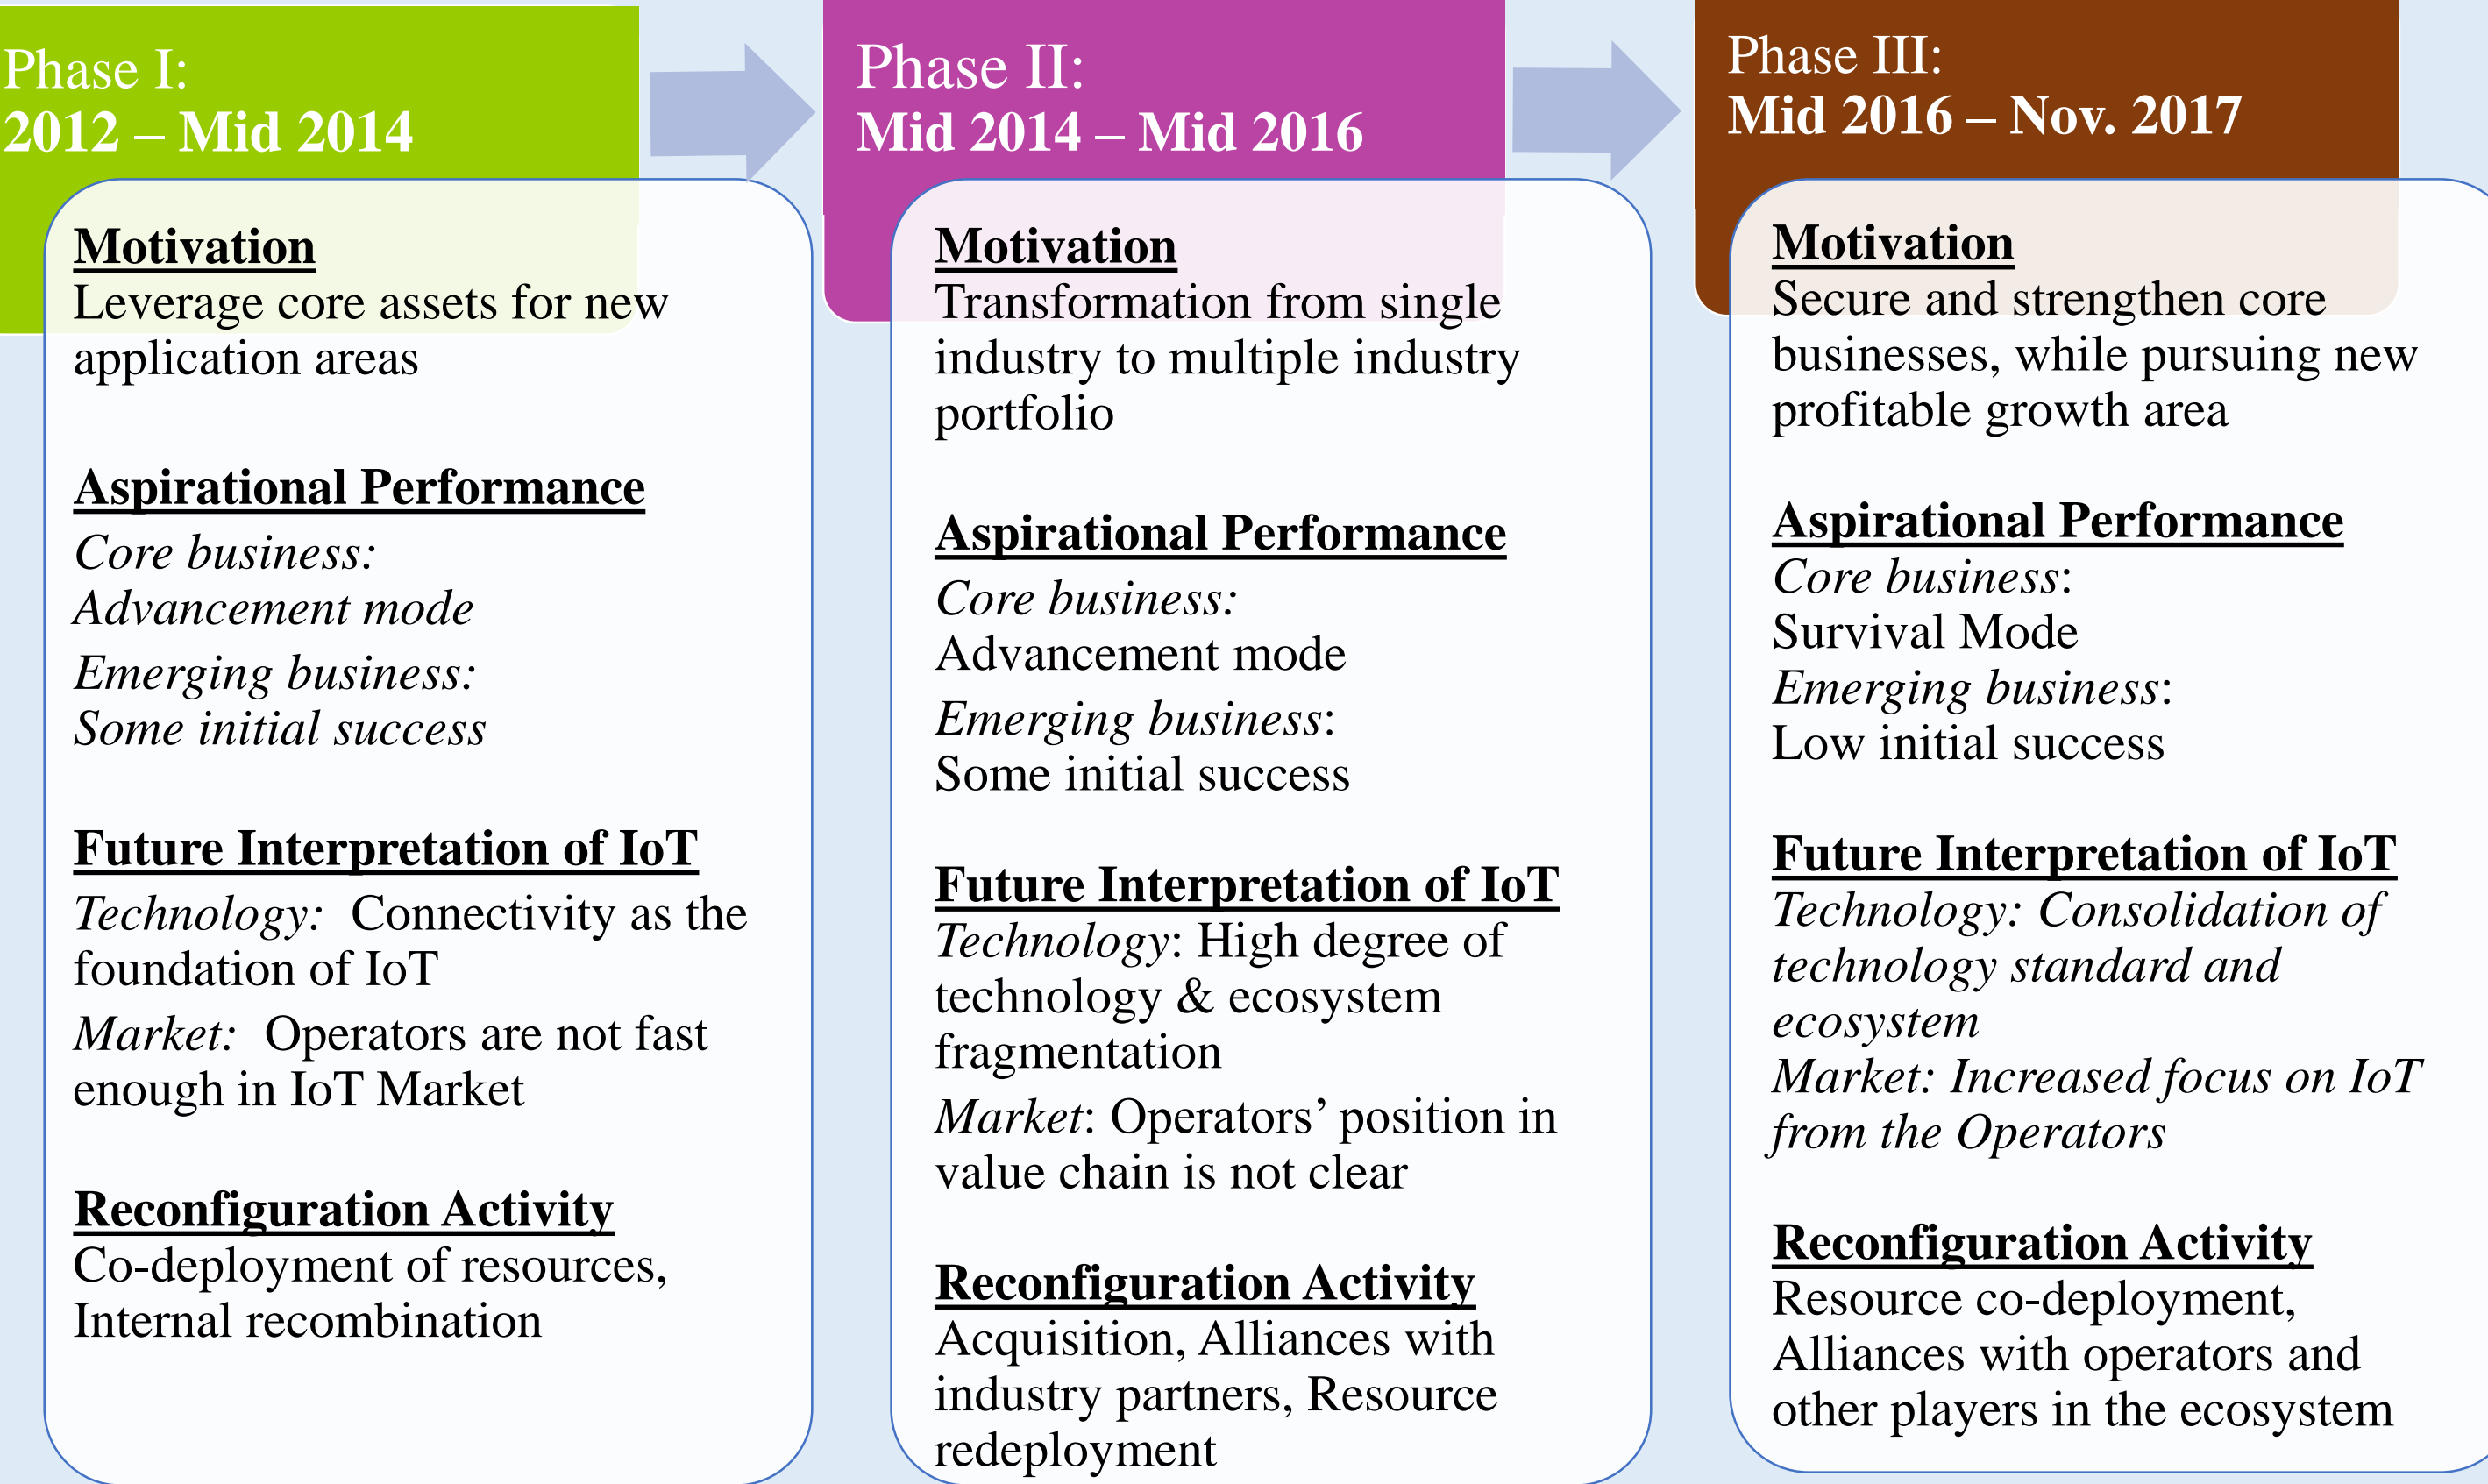 Phase I:
2012 – Mid 2014
Motivation
Leverage core assets for new
application areas
Aspirational Performance
Core business:
Advancement mode
Emerging business:
Some initial success
Future Interpretation of IoT
Technology:  Connectivity as the
foundation of IoT
Market:  Operators are not fast
enough in IoT Market
Reconfiguration Activity
Co-deployment of resources,
Internal recombination
Phase II:
Mid 2014 – Mid 2016
Motivation
Transformation from single
industry to multiple industry
portfolio
Aspirational Performance
Core business:
Advancement mode
Emerging business:
Some initial success
Future Interpretation of IoT
Technology: High degree of
technology & ecosystem
fragmentation
Market: Operators’ position in
value chain is not clear
Reconfiguration Activity
Acquisition, Alliances with
industry partners, Resource
redeployment
Phase III:
Mid 2016 – Nov. 2017
Motivation
Secure and strengthen core
businesses, while pursuing new
profitable growth area
Aspirational Performance
Core business:
Survival Mode
Emerging business:
Low initial success
Future Interpretation of IoT
Technology: Consolidation of
technology standard and
ecosystem
Market: Increased focus on IoT
from the Operators
Reconfiguration Activity
Resource co-deployment,
Alliances with operators and
other players in the ecosystem